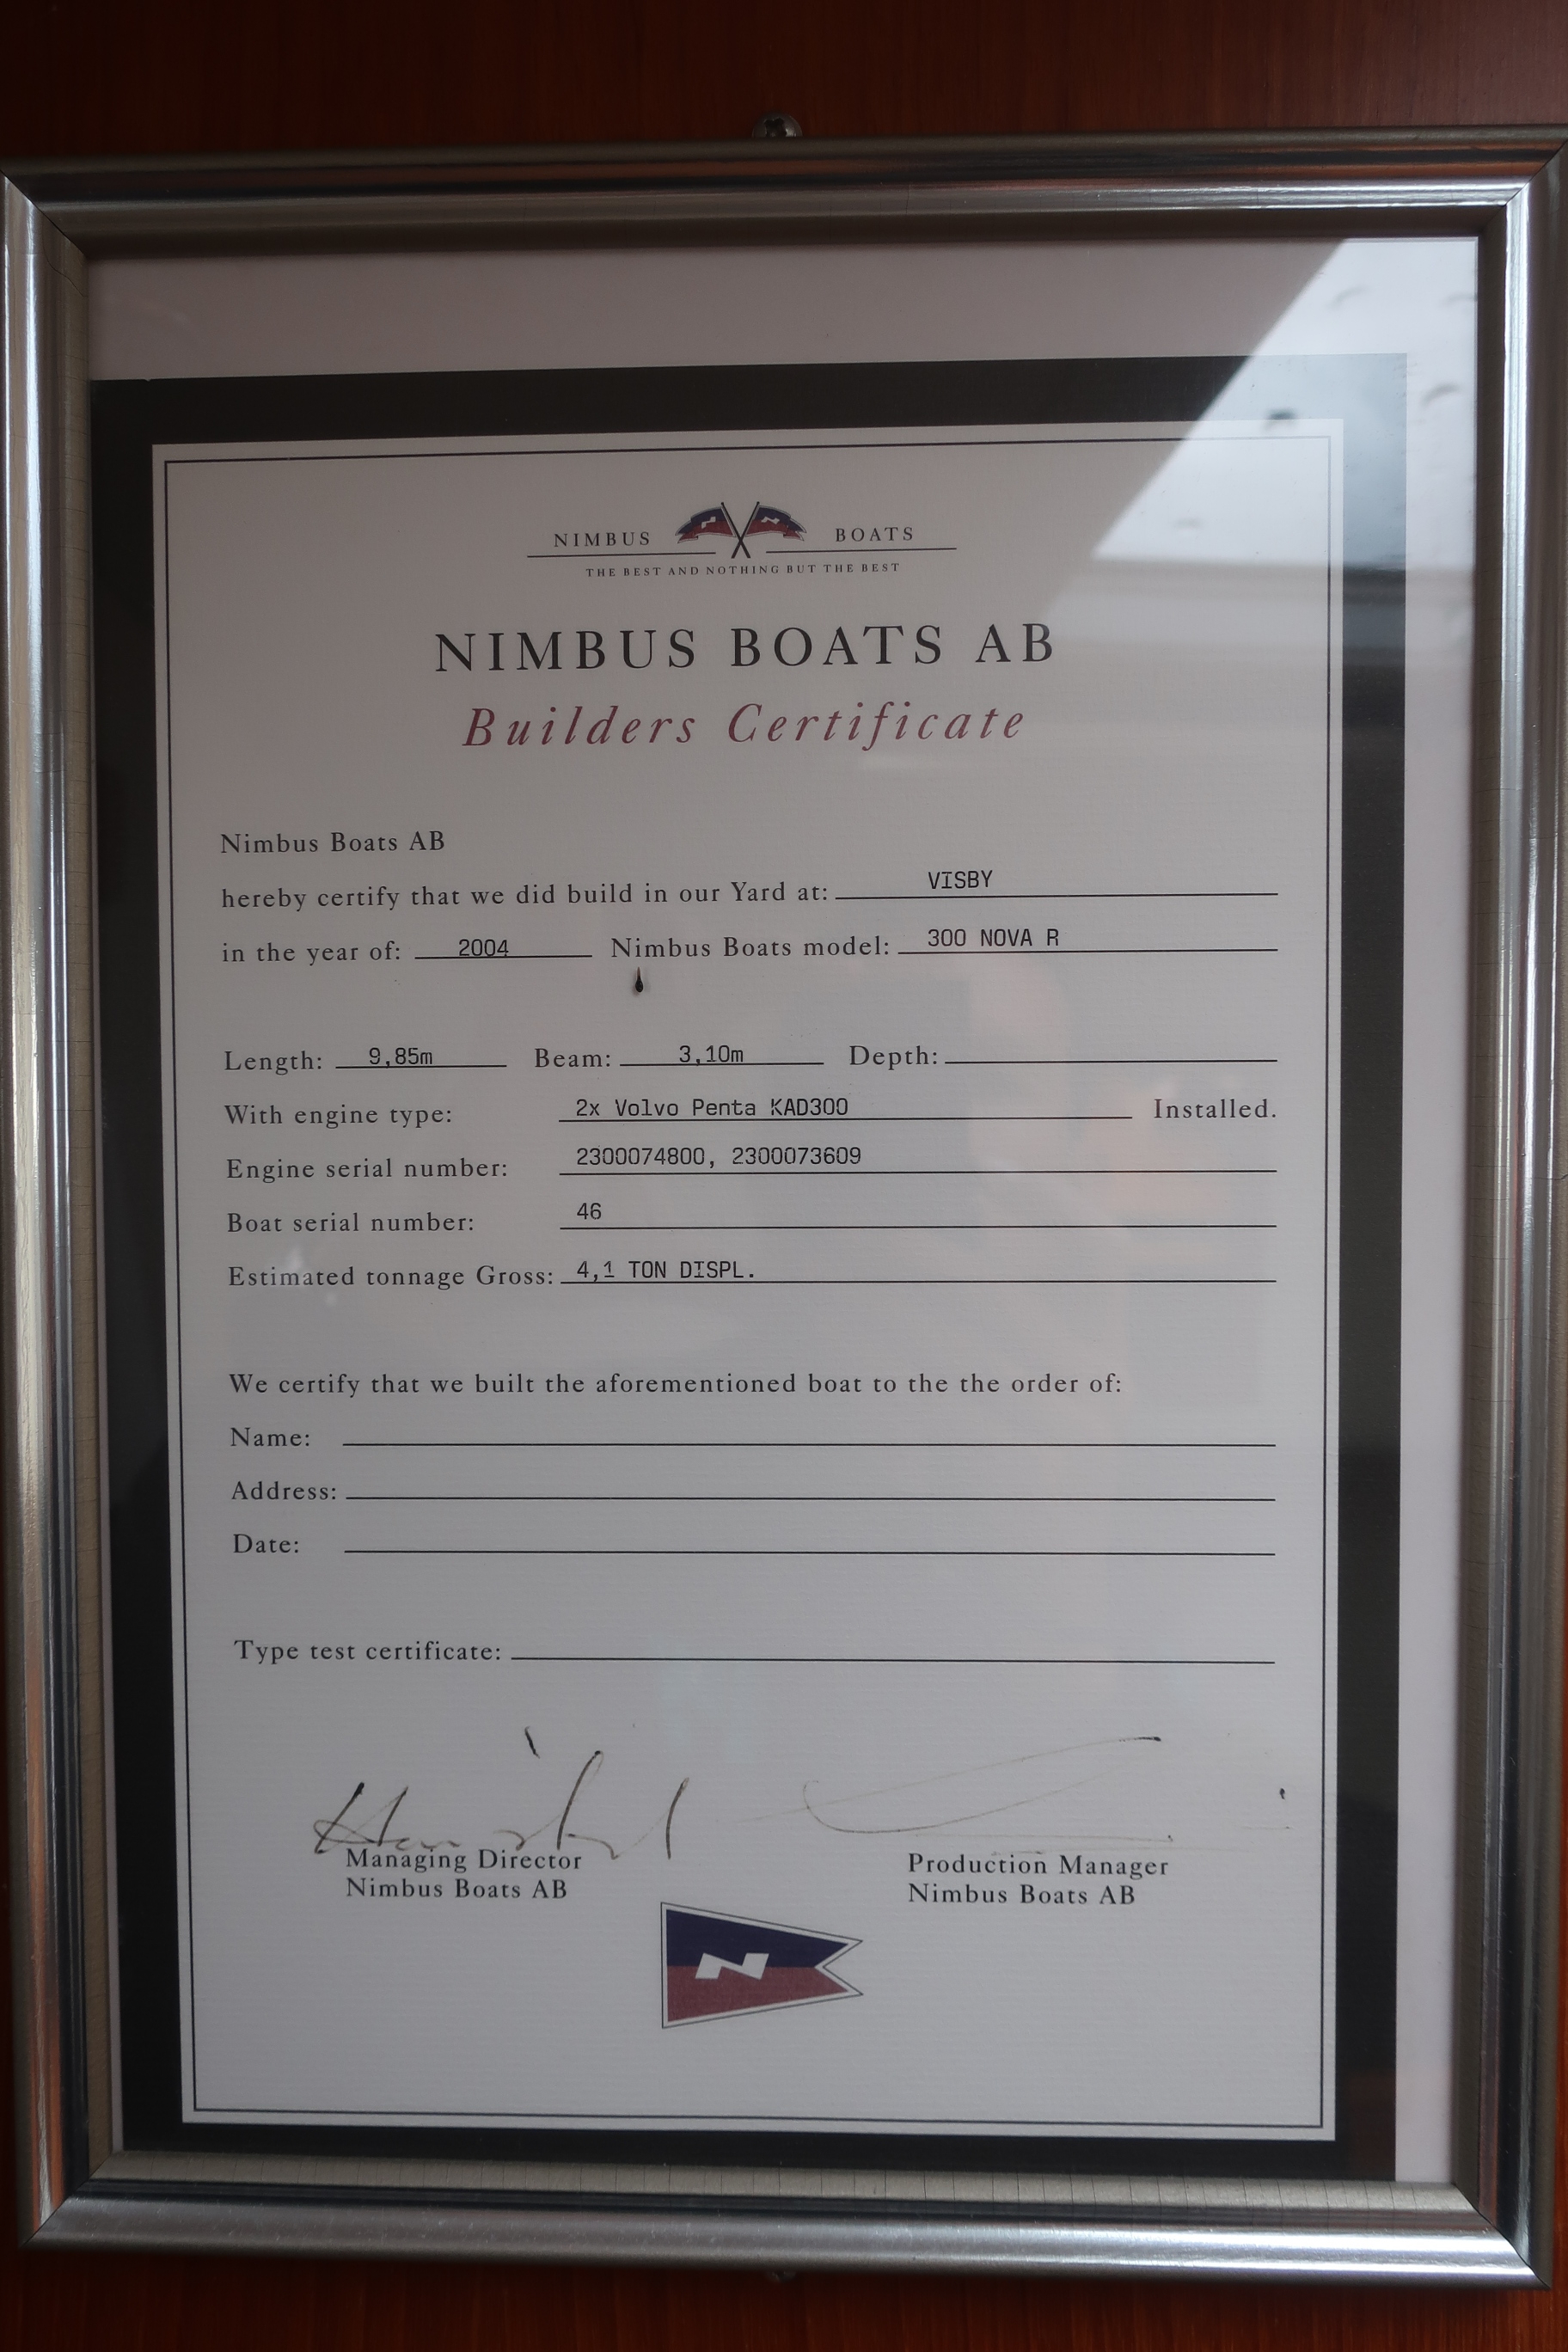 NIMBUS BOATS
THE BEST AND NOTHING BUT THE BEST
NIMBUS BOATS AB
Builders Certificate
Nimbus Boats AB
hereby certify that we did build in our Yard at: VISBY
in the year of: 2004 Nimbus Boats model: 300 NOVA R
Length: 9,85m Beam: 3,10m Depth:
With engine type: 2x Volvo Penta KAD300 Installed.
Engine serial number: 2300074800, 2300073609
Boat serial number: 46
Estimated tonnage Gross: 4,1 TON DISPL.
We certify that we built the aforementioned boat to the the order of:
Name:
Address:
Date:
Type test certificate:
Managing Director
Nimbus Boats AB
Production Manager
Nimbus Boats AB
N